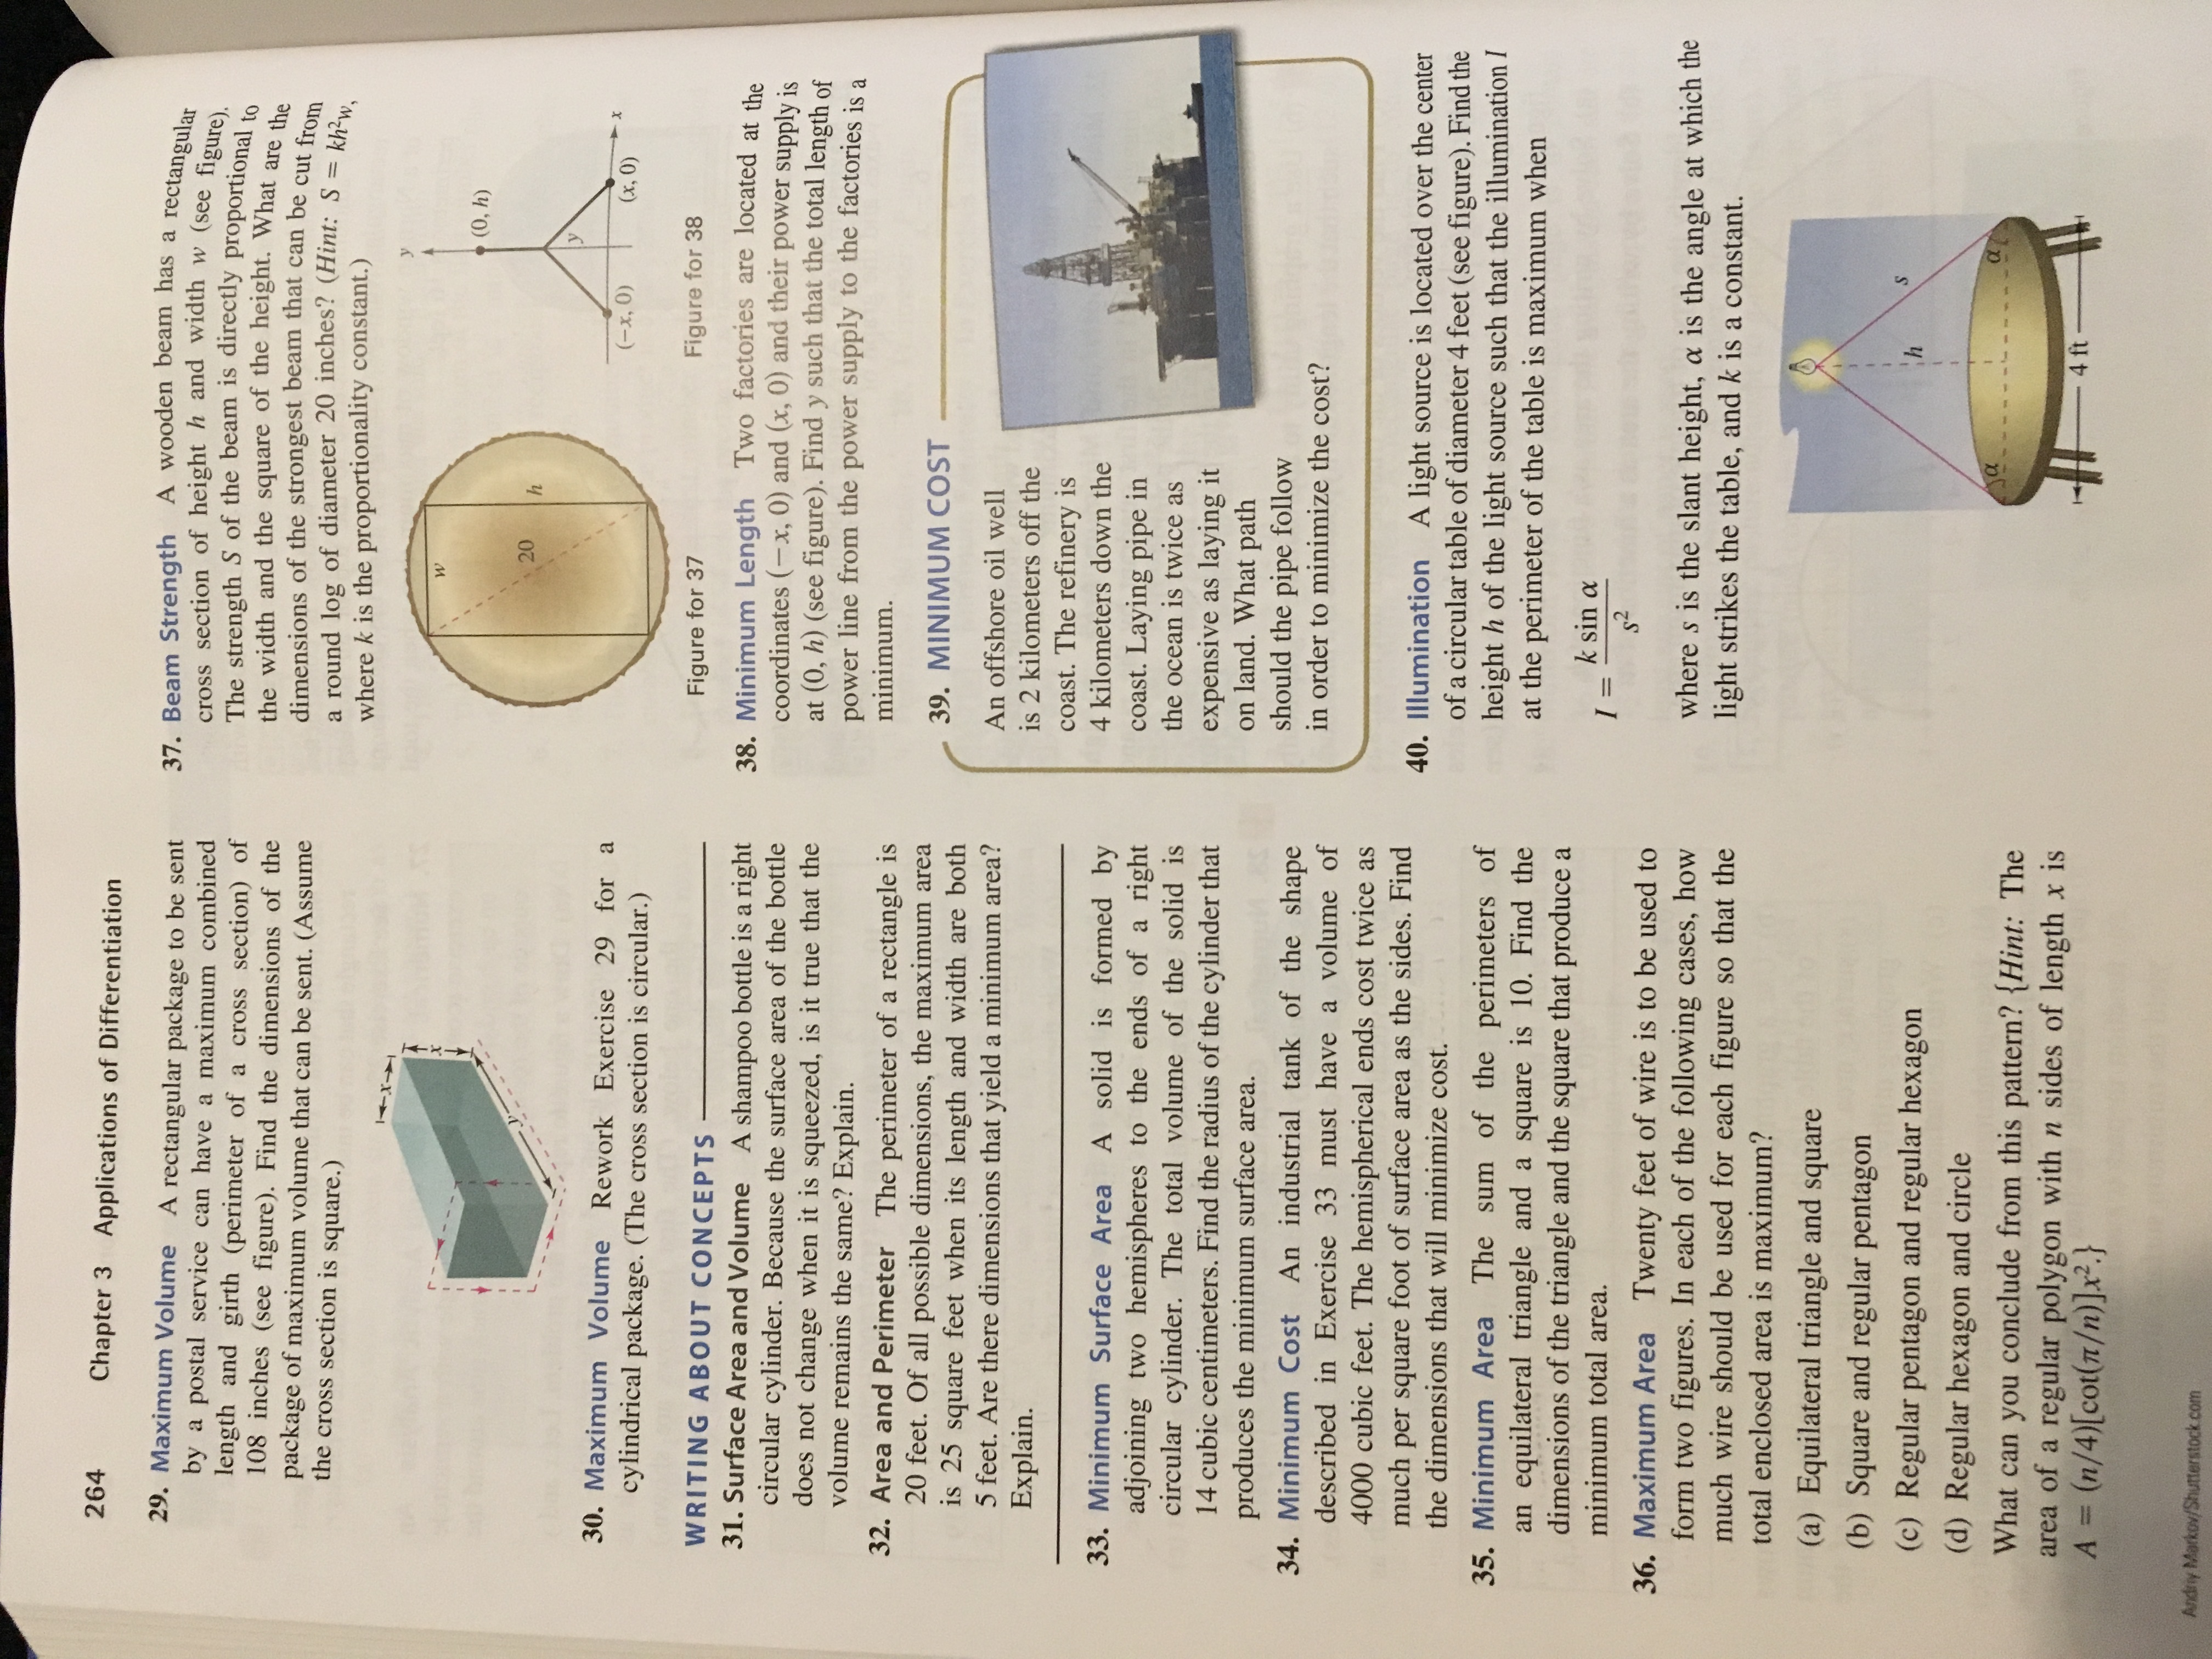 264 Chapter 3 Applications of Differentiation
29. Maximum Volume A rectangular package to be sent
by a postal service can have a maximum combined
length and girth (perimeter of a cross section) of
108 inches (see figure). Find the dimensions of the
package of maximum volume that can be sent. (Assume
the cross section is square.)
x
x
y
30. Maximum Volume Rework Exercise 29 for a
cylindrical package. (The cross section is circular.)
WRITING ABOUT CONCEPTS
31. Surface Area and Volume A shampoo bottle is a right
circular cylinder. Because the surface area of the bottle
does not change when it is squeezed, is it true that the
volume remains the same? Explain.
32. Area and Perimeter The perimeter of a rectangle is
20 feet. Of all possible dimensions, the maximum area
is 25 square feet when its length and width are both
5 feet. Are there dimensions that yield a minimum area?
Explain.
33. Minimum Surface Area A solid is formed by
adjoining two hemispheres to the ends of a right
circular cylinder. The total volume of the solid is
14 cubic centimeters. Find the radius of the cylinder that
produces the minimum surface area.
34. Minimum Cost An industrial tank of the shape
described in Exercise 33 must have a volume of
4000 cubic feet. The hemispherical ends cost twice as
much per square foot of surface area as the sides. Find
the dimensions that will minimize cost.
35. Minimum Area The sum of the perimeters of
an equilateral triangle and a square is 10. Find the
dimensions of the triangle and the square that produce a
minimum total area.
36. Maximum Area Twenty feet of wire is to be used to
form two figures. In each of the following cases, how
much wire should be used for each figure so that the
total enclosed area is maximum?
(a) Equilateral triangle and square
(b) Square and regular pentagon
(c) Regular pentagon and regular hexagon
(d) Regular hexagon and circle
What can you conclude from this pattern? {Hint: The
area of a regular polygon with n sides of length x is
A = (n/4)[cot(π/n)]x².}
37. Beam Strength A wooden beam has a rectangular
cross section of height h and width w (see figure).
The strength S of the beam is directly proportional to
the width and the square of the height. What are the
dimensions of the strongest beam that can be cut from
a round log of diameter 20 inches? (Hint: S = kh²w,
where k is the proportionality constant.)
w
20
h
y
(0, h)
y
x
(−x, 0)
(x, 0)
Figure for 37
Figure for 38
38. Minimum Length Two factories are located at the
coordinates (−x, 0) and (x, 0) and their power supply is
at (0, h) (see figure). Find y such that the total length of
power line from the power supply to the factories is a
minimum.
39. MINIMUM COST
An offshore oil well
is 2 kilometers off the
coast. The refinery is
4 kilometers down the
coast. Laying pipe in
the ocean is twice as
expensive as laying it
on land. What path
should the pipe follow
in order to minimize the cost?
40. Illumination A light source is located over the center
of a circular table of diameter 4 feet (see figure). Find the
height h of the light source such that the illumination I
at the perimeter of the table is maximum when
I = k sin α / s²
where s is the slant height, α is the angle at which the
light strikes the table, and k is a constant.
h
s
α
α
4 ft
Andriy Markov/Shutterstock.com